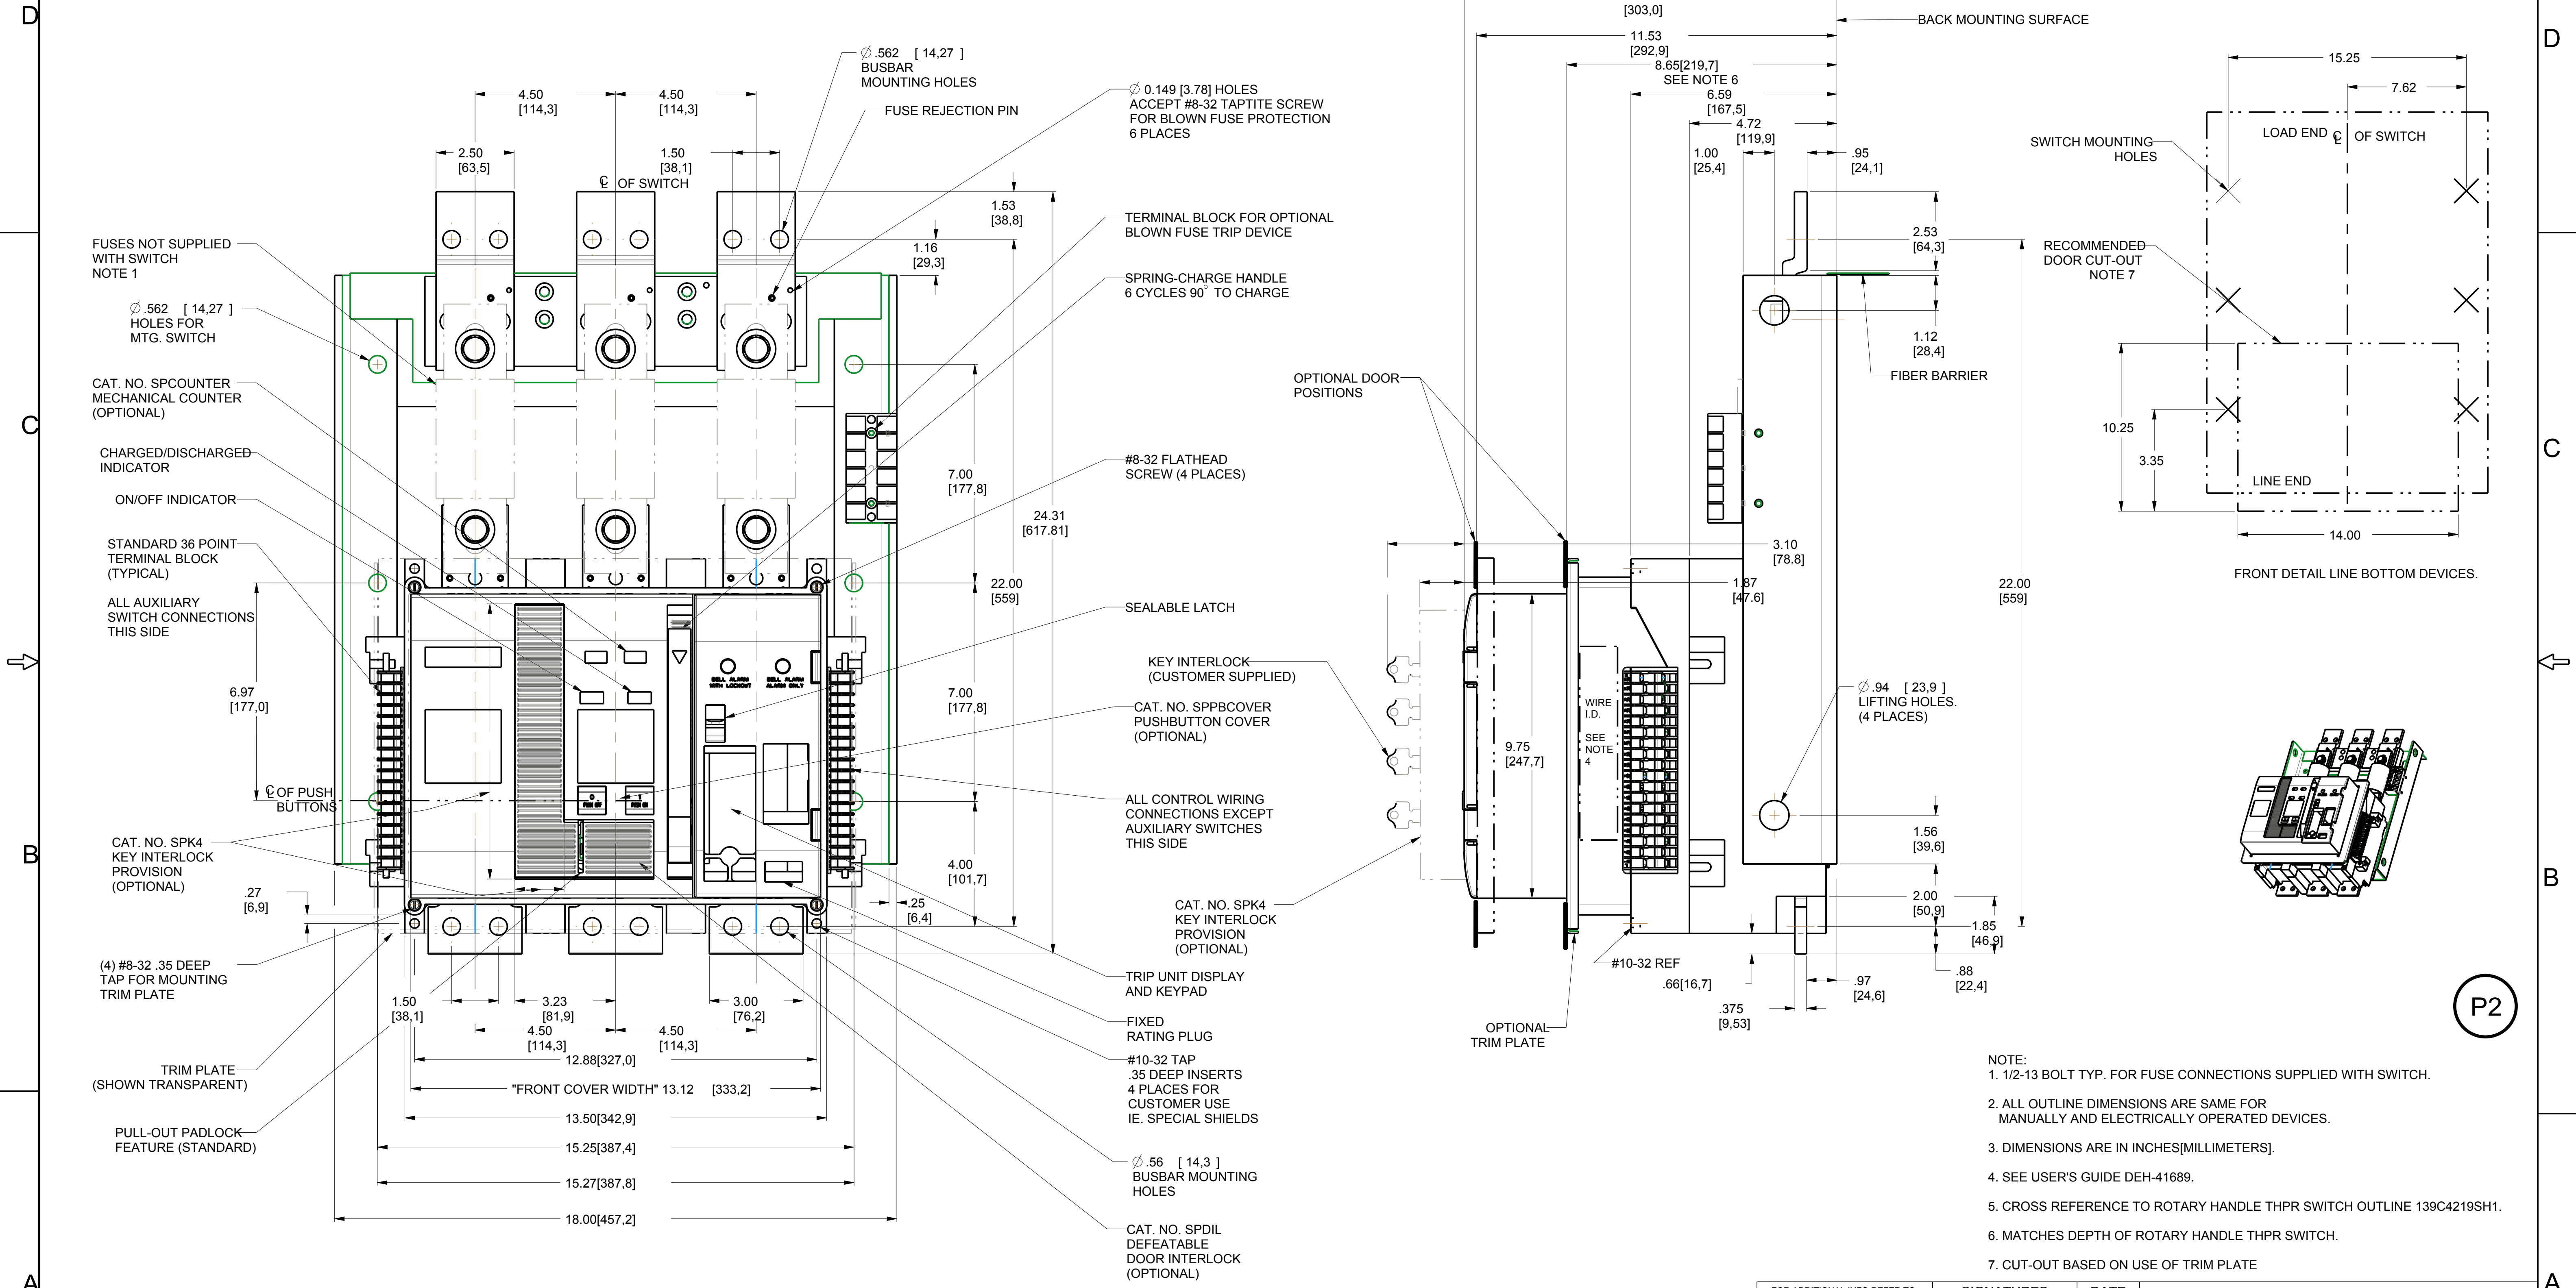 D
D
C
C
B
B
A
A
Ø .562 [ 14,27 ]
BUSBAR
MOUNTING HOLES
FUSE REJECTION PIN
4.50
[114,3]
4.50
[114,3]
2.50
[63,5]
1.50
[38,1]
℄ OF SWITCH
Ø 0.149 [3.78] HOLES
ACCEPT #8-32 TAPTITE SCREW
FOR BLOWN FUSE PROTECTION
6 PLACES
1.53
[38,8]
1.16
[29,3]
TERMINAL BLOCK FOR OPTIONAL
BLOWN FUSE TRIP DEVICE
SPRING-CHARGE HANDLE
6 CYCLES 90° TO CHARGE
FUSES NOT SUPPLIED
WITH SWITCH
NOTE 1
Ø .562 [ 14,27 ]
HOLES FOR
MTG. SWITCH
CAT. NO. SPCOUNTER
MECHANICAL COUNTER
(OPTIONAL)
CHARGED/DISCHARGED
INDICATOR
ON/OFF INDICATOR
STANDARD 36 POINT
TERMINAL BLOCK
(TYPICAL)
ALL AUXILIARY
SWITCH CONNECTIONS
THIS SIDE
6.97
[177,0]
℄ OF PUSH
BUTTONS
CAT. NO. SPK4
KEY INTERLOCK
PROVISION
(OPTIONAL)
.27
[6,9]
(4) #8-32 .35 DEEP
TAP FOR MOUNTING
TRIM PLATE
TRIM PLATE
(SHOWN TRANSPARENT)
PULL-OUT PADLOCK
FEATURE (STANDARD)
BELL ALARM
WITH LOCKOUT
BELL ALARM
ALARM ONLY
O
PUSH OFF
I
PUSH ON
7.00
[177,8]
24.31
[617.81]
22.00
[559]
7.00
[177,8]
4.00
[101,7]
.25
[6,4]
#8-32 FLATHEAD
SCREW (4 PLACES)
SEALABLE LATCH
KEY INTERLOCK
(CUSTOMER SUPPLIED)
CAT. NO. SPPBCOVER
PUSHBUTTON COVER
(OPTIONAL)
ALL CONTROL WIRING
CONNECTIONS EXCEPT
AUXILIARY SWITCHES
THIS SIDE
CAT. NO. SPK4
KEY INTERLOCK
PROVISION
(OPTIONAL)
TRIP UNIT DISPLAY
AND KEYPAD
FIXED
RATING PLUG
#10-32 TAP
.35 DEEP INSERTS
4 PLACES FOR
CUSTOMER USE
IE. SPECIAL SHIELDS
Ø .56 [ 14,3 ]
BUSBAR MOUNTING
HOLES
CAT. NO. SPDIL
DEFEATABLE
DOOR INTERLOCK
(OPTIONAL)
1.50
[38,1]
3.23
[81,9]
3.00
[76,2]
4.50
[114,3]
4.50
[114,3]
12.88[327,0]
"FRONT COVER WIDTH" 13.12 [333,2]
13.50[342,9]
15.25[387,4]
15.27[387,8]
18.00[457,2]
[303,0]
BACK MOUNTING SURFACE
11.53
[292,9]
8.65[219,7]
SEE NOTE 6
6.59
[167,5]
4.72
[119,9]
1.00
[25,4]
.95
[24,1]
2.53
[64,3]
1.12
[28,4]
FIBER BARRIER
OPTIONAL DOOR
POSITIONS
3.10
[78.8]
1.87
[47.6]
22.00
[559]
WIRE
I.D.
SEE
NOTE
4
9.75
[247,7]
Ø .94 [ 23,9 ]
LIFTING HOLES.
(4 PLACES)
1.56
[39,6]
2.00
[50,9]
1.85
[46,9]
.88
[22,4]
#10-32 REF
.66[16,7]
.97
[24,6]
.375
[9,53]
OPTIONAL
TRIM PLATE
15.25
7.62
LOAD END ℄ OF SWITCH
SWITCH MOUNTING
HOLES
RECOMMENDED
DOOR CUT-OUT
NOTE 7
10.25
3.35
LINE END
14.00
FRONT DETAIL LINE BOTTOM DEVICES.
P2
NOTE:
1. 1/2-13 BOLT TYP. FOR FUSE CONNECTIONS SUPPLIED WITH SWITCH.
2. ALL OUTLINE DIMENSIONS ARE SAME FOR
MANUALLY AND ELECTRICALLY OPERATED DEVICES.
3. DIMENSIONS ARE IN INCHES[MILLIMETERS].
4. SEE USER'S GUIDE DEH-41689.
5. CROSS REFERENCE TO ROTARY HANDLE THPR SWITCH OUTLINE 139C4219SH1.
6. MATCHES DEPTH OF ROTARY HANDLE THPR SWITCH.
7. CUT-OUT BASED ON USE OF TRIM PLATE
SIGNATURES
DATE